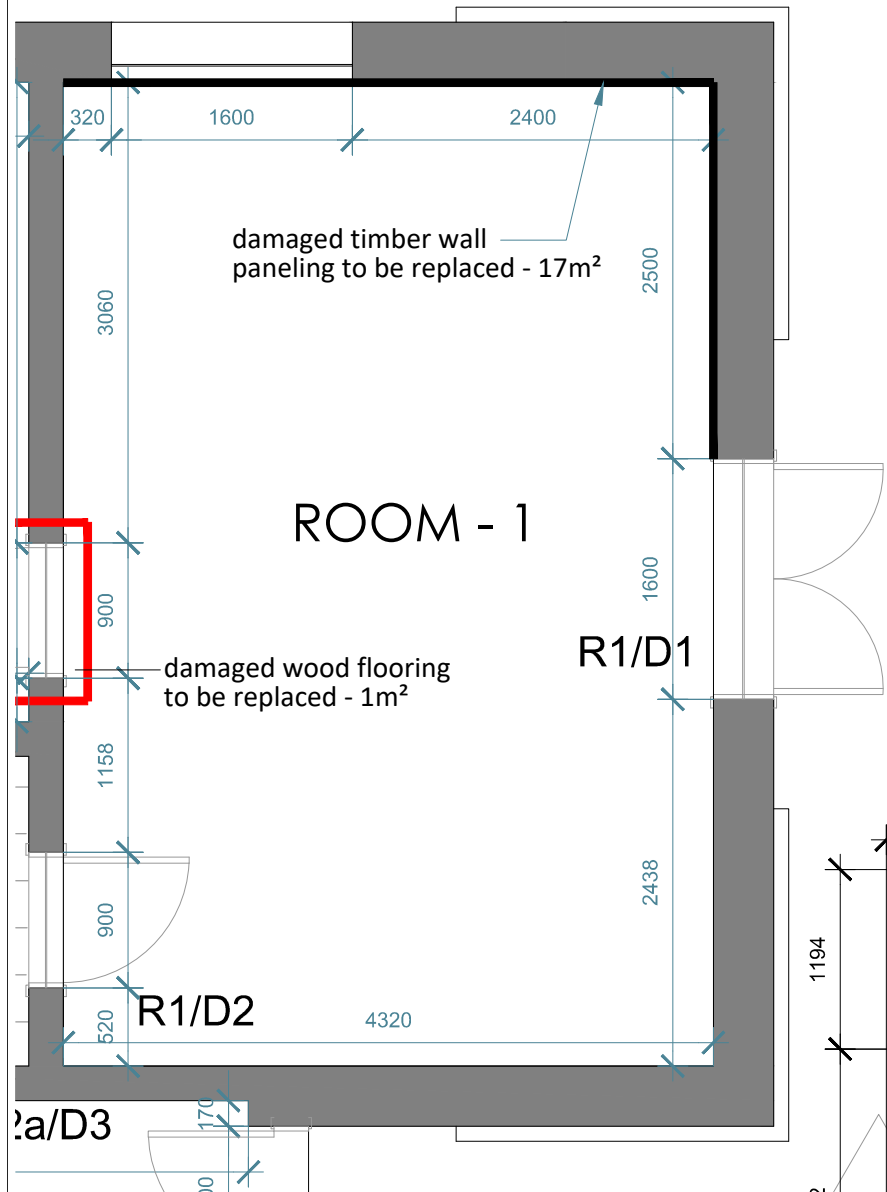 320
1600
2400
damaged timber wall
paneling to be replaced - 17m²
2500
3060
ROOM - 1
900
1600
R1/D1
damaged wood flooring
to be replaced - 1m²
1158
2438
900
1194
R1/D2
520
4320
2a/D3
170